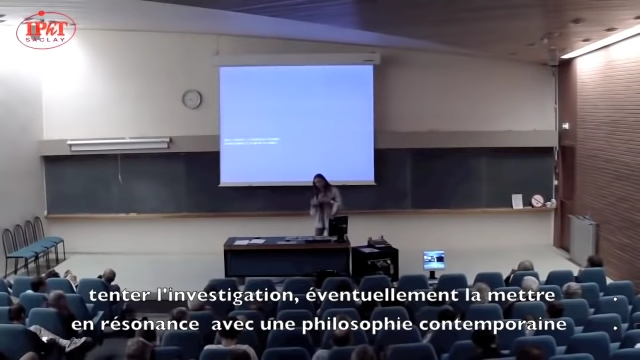 IPhT
SACLAY
tenter l'investigation, éventuellement la mettre
en résonance avec une philosophie contemporaine